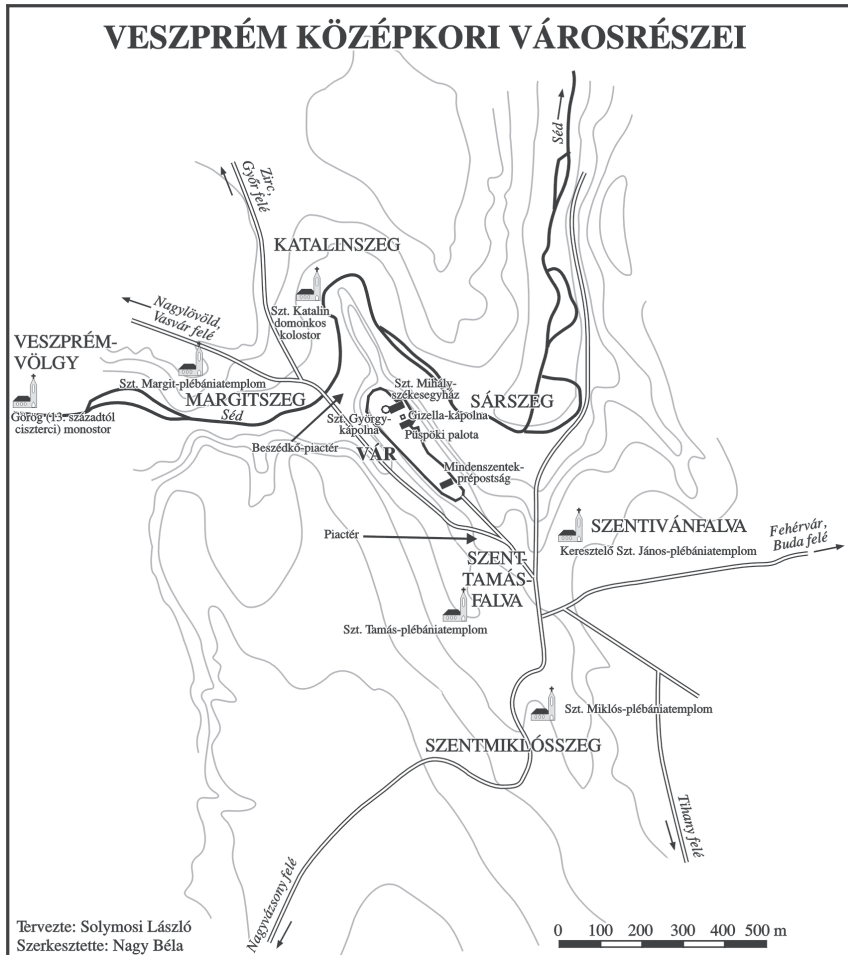 VESZPRÉM KÖZÉPKORI VÁROSRÉSZEI
Séd
Zirc,
Győr felé
KATALINSZEG
Szt. Katalin
domonkos
kolostor
Nagylövöld,
Vasvár felé
VESZPRÉM-
VÖLGY
Szt. Margit-plébániatemplom
MARGITSZEG
Séd
Görög (13. századtól
ciszterci) monostor
Szt. Mihály-
székesegyház
Gizella-kápolna
Püspöki palota
SÁRSZEG
Szt. György-
kápolna
Beszédkő-piactér
VÁR
Mindenszentek-
prépostság
Piactér
SZENTIVÁNFALVA
Keresztelő Szt. János-plébániatemplom
Fehérvár,
Buda felé
SZENT-
TAMÁS-
FALVA
Szt. Tamás-plébániatemplom
Szt. Miklós-plébániatemplom
SZENTMIKLÓSSZEG
Tihany felé
Nagyvázsony felé
Tervezte: Solymosi László
Szerkesztette: Nagy Béla
0 100 200 300 400 500 m